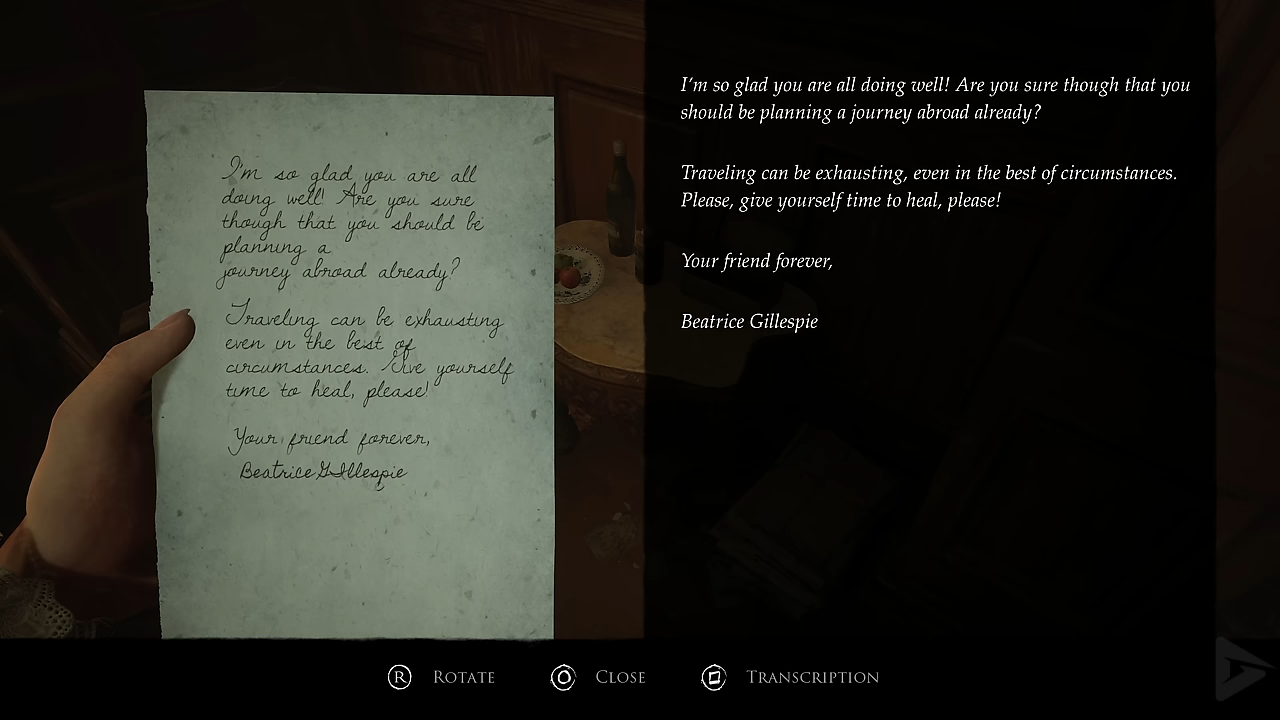 I'm so glad you are all
doing well! Are you sure
though that you should be
planning a
journey abroad already?
Traveling can be exhausting
even in the best of
circumstances. Give yourself
time to heal, please!
Your friend forever,
Beatrice Gillespie
I'm so glad you are all doing well! Are you sure though that you
should be planning a journey abroad already?
Traveling can be exhausting, even in the best of circumstances.
Please, give yourself time to heal, please!
Your friend forever,
Beatrice Gillespie
R ROTATE CLOSE TRANSCRIPTION